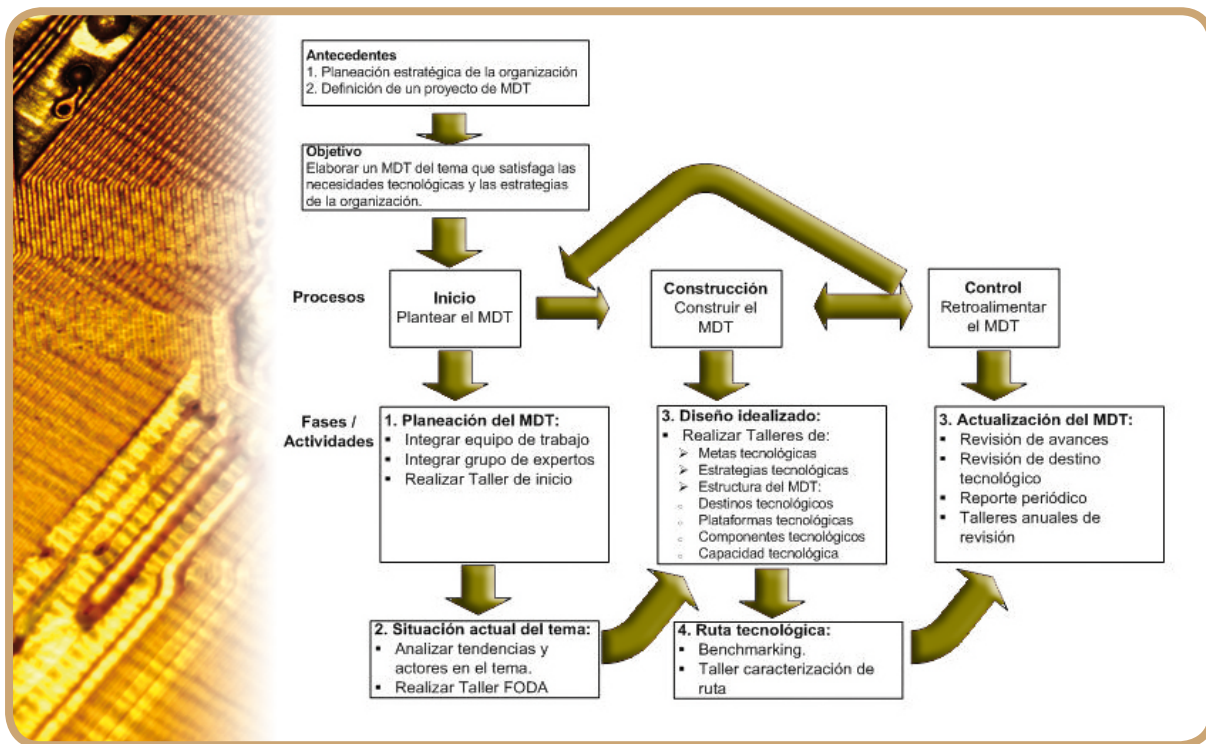 Antecedentes
1. Planeación estratégica de la organización
2. Definición de un proyecto de MDT
Objetivo
Elaborar un MDT del tema que satisfaga las
necesidades tecnológicas y las estrategias
de la organización.
Procesos
Inicio
Plantear el MDT
Construcción
Construir el
MDT
Control
Retroalimentar
el MDT
Fases /
Actividades
1. Planeación del MDT:
▪ Integrar equipo de trabajo
▪ Integrar grupo de expertos
▪ Realizar Taller de inicio
3. Diseño idealizado:
▪ Realizar Talleres de:
➢ Metas tecnológicas
➢ Estrategias tecnológicas
➢ Estructura del MDT:
○ Destinos tecnológicos
○ Plataformas tecnológicas
○ Componentes tecnológicos
○ Capacidad tecnológica
3. Actualización del MDT:
▪ Revisión de avances
▪ Revisión de destino
tecnológico
▪ Reporte periódico
▪ Talleres anuales de
revisión
2. Situación actual del tema:
▪ Analizar tendencias y
actores en el tema.
▪ Realizar Taller FODA
4. Ruta tecnológica:
▪ Benchmarking.
▪ Taller caracterización de
ruta